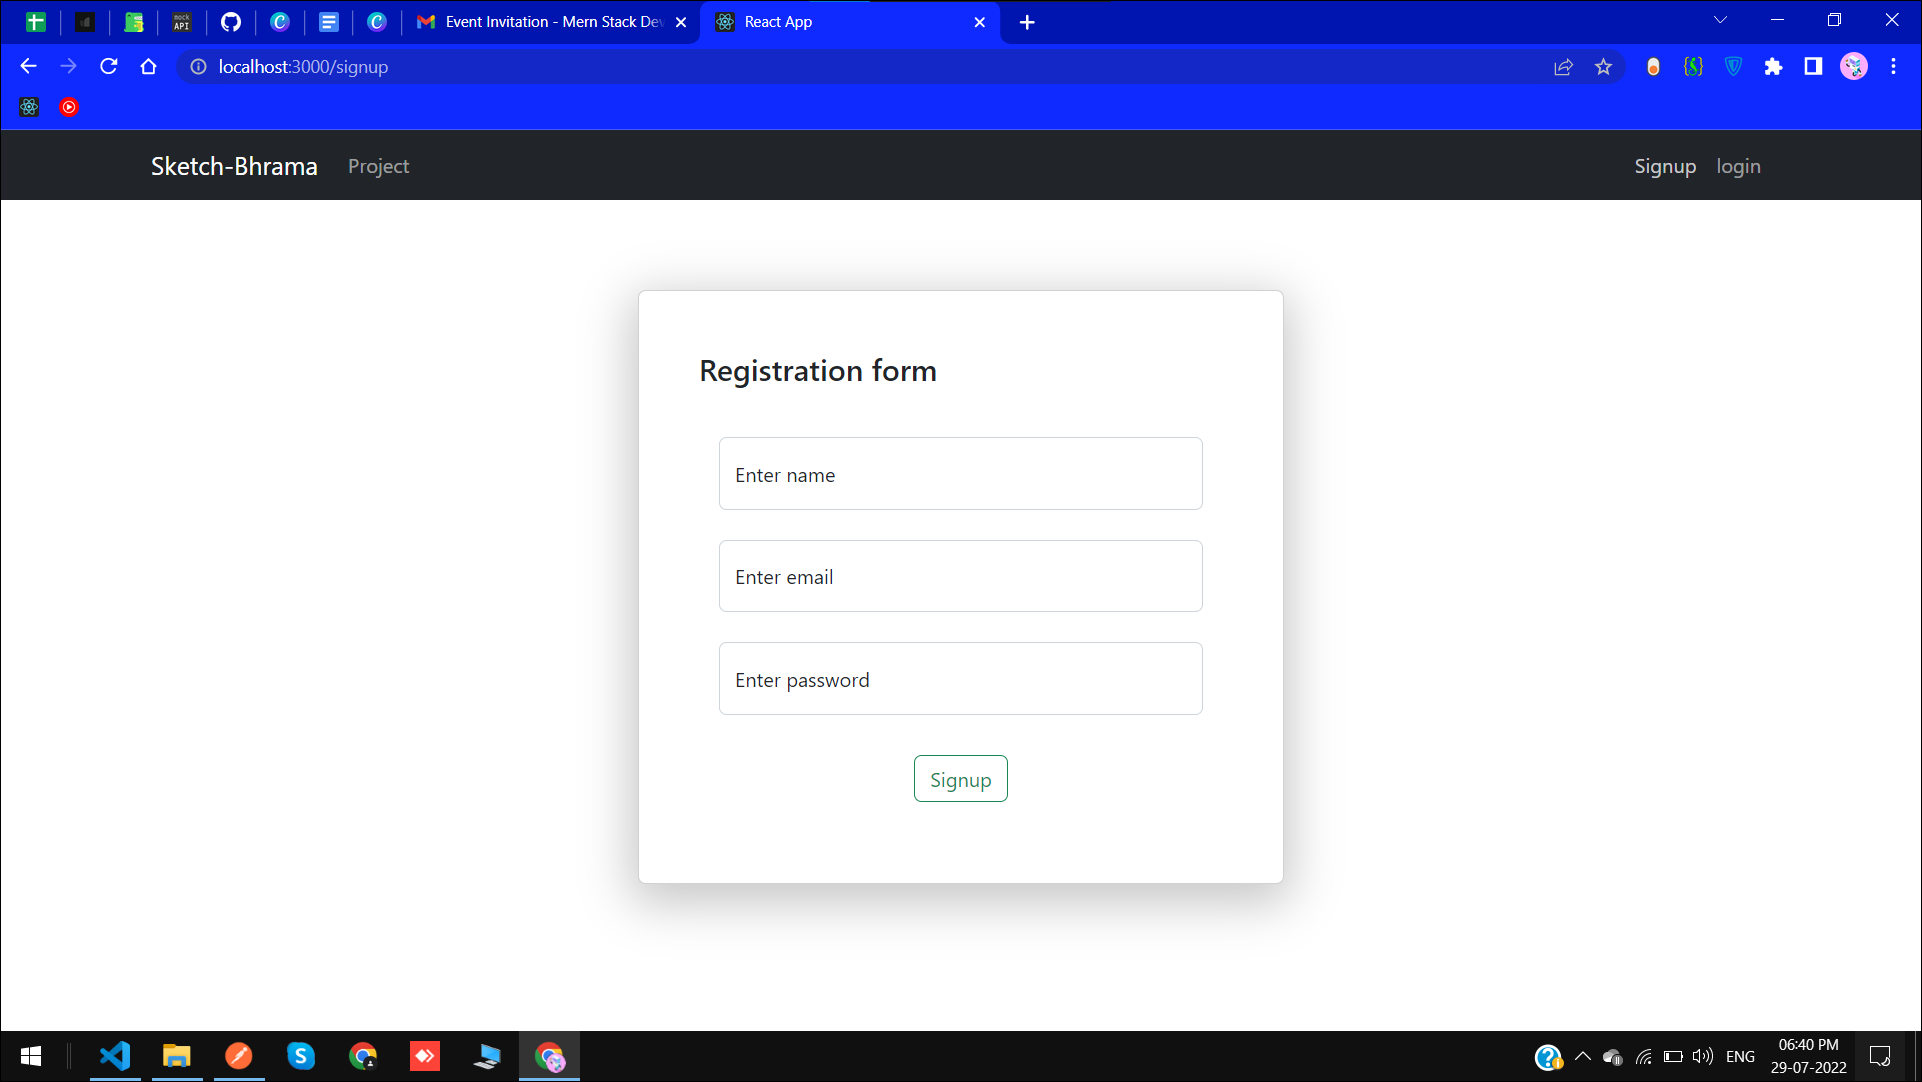 Event Invitation - Mern Stack Dev
React App
localhost:3000/signup
mock
API
Sketch-Bhrama
Project
Signup
login
Registration form
Enter name
Enter email
Enter password
Signup
ENG
06:40 PM
29-07-2022